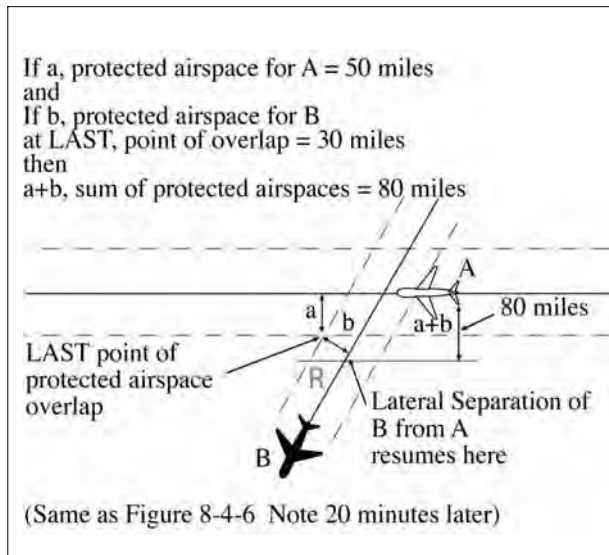 If a, protected airspace for A = 50 miles
and
If b, protected airspace for B
at LAST, point of overlap = 30 miles
then
a+b, sum of protected airspaces = 80 miles
A
a
b
a+b
80 miles
LAST point of
protected airspace
overlap
R
Lateral Separation of
B from A
resumes here
B
(Same as Figure 8-4-6 Note 20 minutes later)